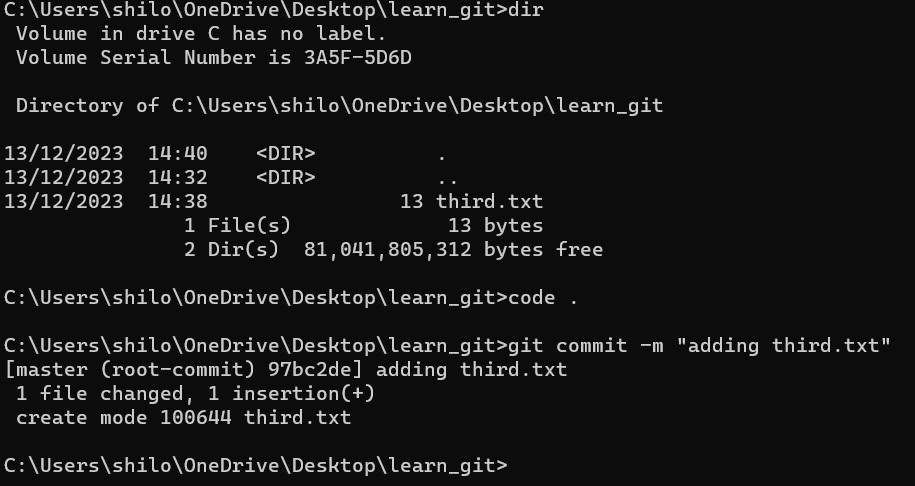 C:\Users\shilo\OneDrive\Desktop\learn_git>dir
 Volume in drive C has no label.
 Volume Serial Number is 3A5F-5D6D

 Directory of C:\Users\shilo\OneDrive\Desktop\learn_git

13/12/2023  14:40    <DIR>          .
13/12/2023  14:32    <DIR>          ..
13/12/2023  14:38                13 third.txt
               1 File(s)             13 bytes
               2 Dir(s)  81,041,805,312 bytes free

C:\Users\shilo\OneDrive\Desktop\learn_git>code .

C:\Users\shilo\OneDrive\Desktop\learn_git>git commit -m "adding third.txt"
[master (root-commit) 97bc2de] adding third.txt
 1 file changed, 1 insertion(+)
 create mode 100644 third.txt

C:\Users\shilo\OneDrive\Desktop\learn_git>